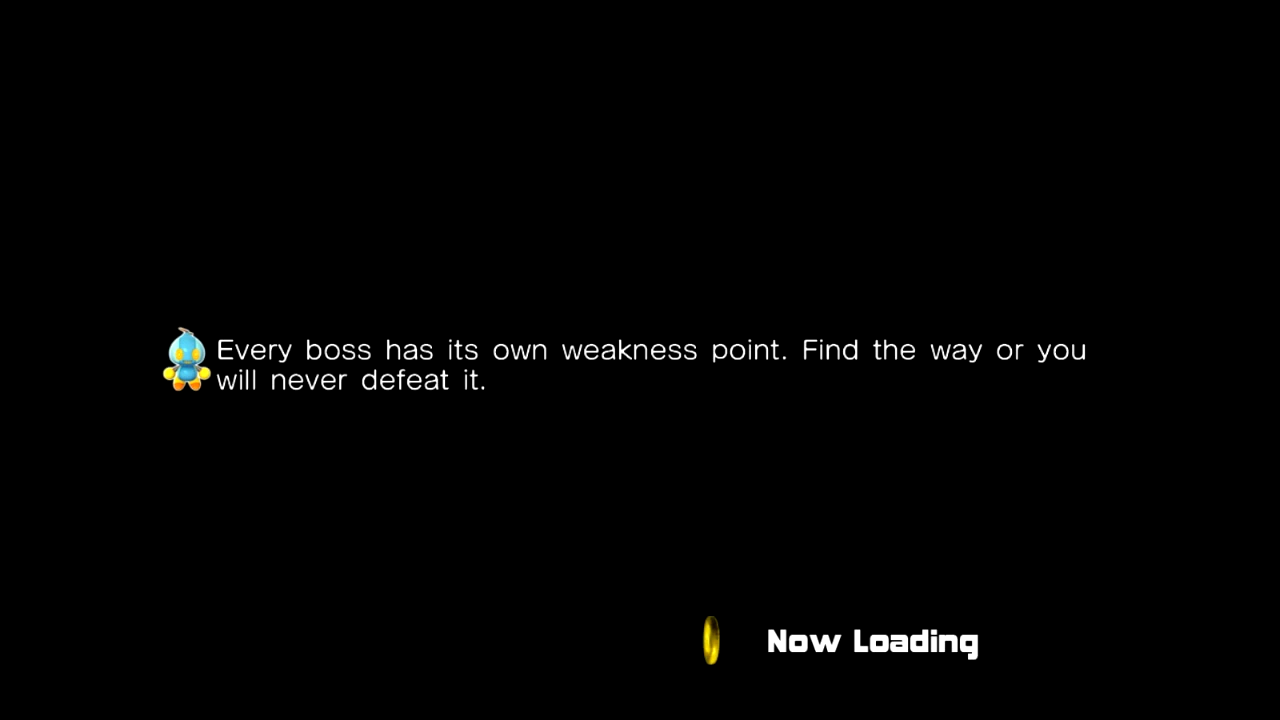 Every boss has its own weakness point. Find the way or you
will never defeat it.
Now Loading